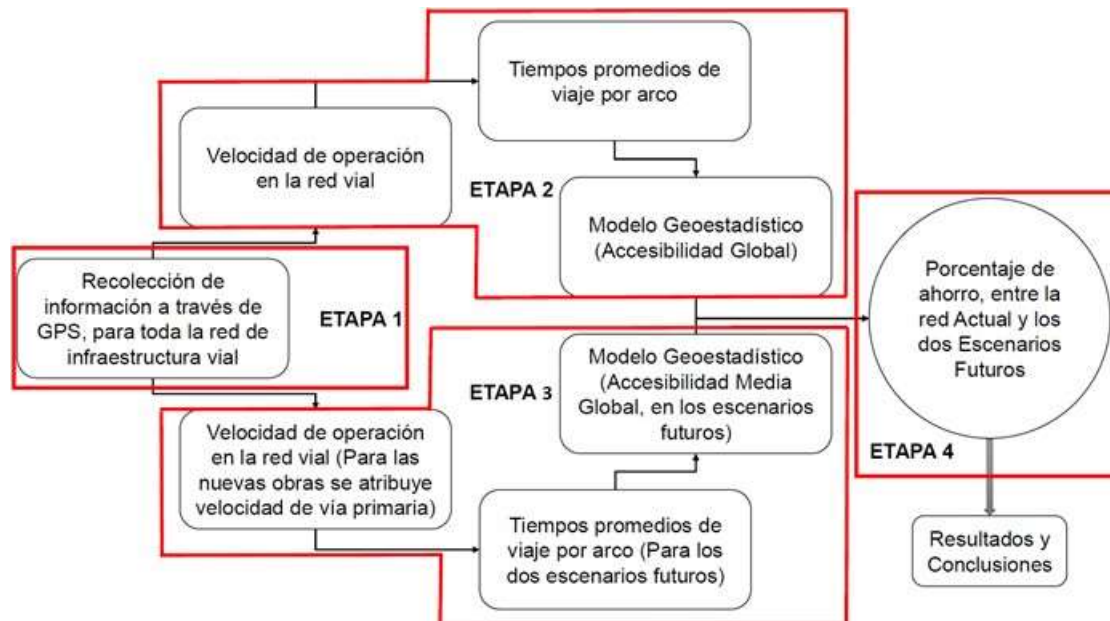 Tiempos promedios de
viaje por arco
Velocidad de operación
en la red vial
ETAPA 2
Modelo Geoestadístico
(Accesibilidad Global)
Recolección de
información a través de
GPS, para toda la red de
infraestructura vial
ETAPA 1
Porcentaje de
ahorro, entre la
red Actual y los
dos Escenarios
Futuros
ETAPA 3
Modelo Geoestadístico
(Accesibilidad Media
Global, en los escenarios
futuros)
Velocidad de operación
en la red vial (Para las
nuevas obras se atribuye
velocidad de vía primaria)
ETAPA 4
Tiempos promedios de
viaje por arco (Para los
dos escenarios futuros)
Resultados y
Conclusiones